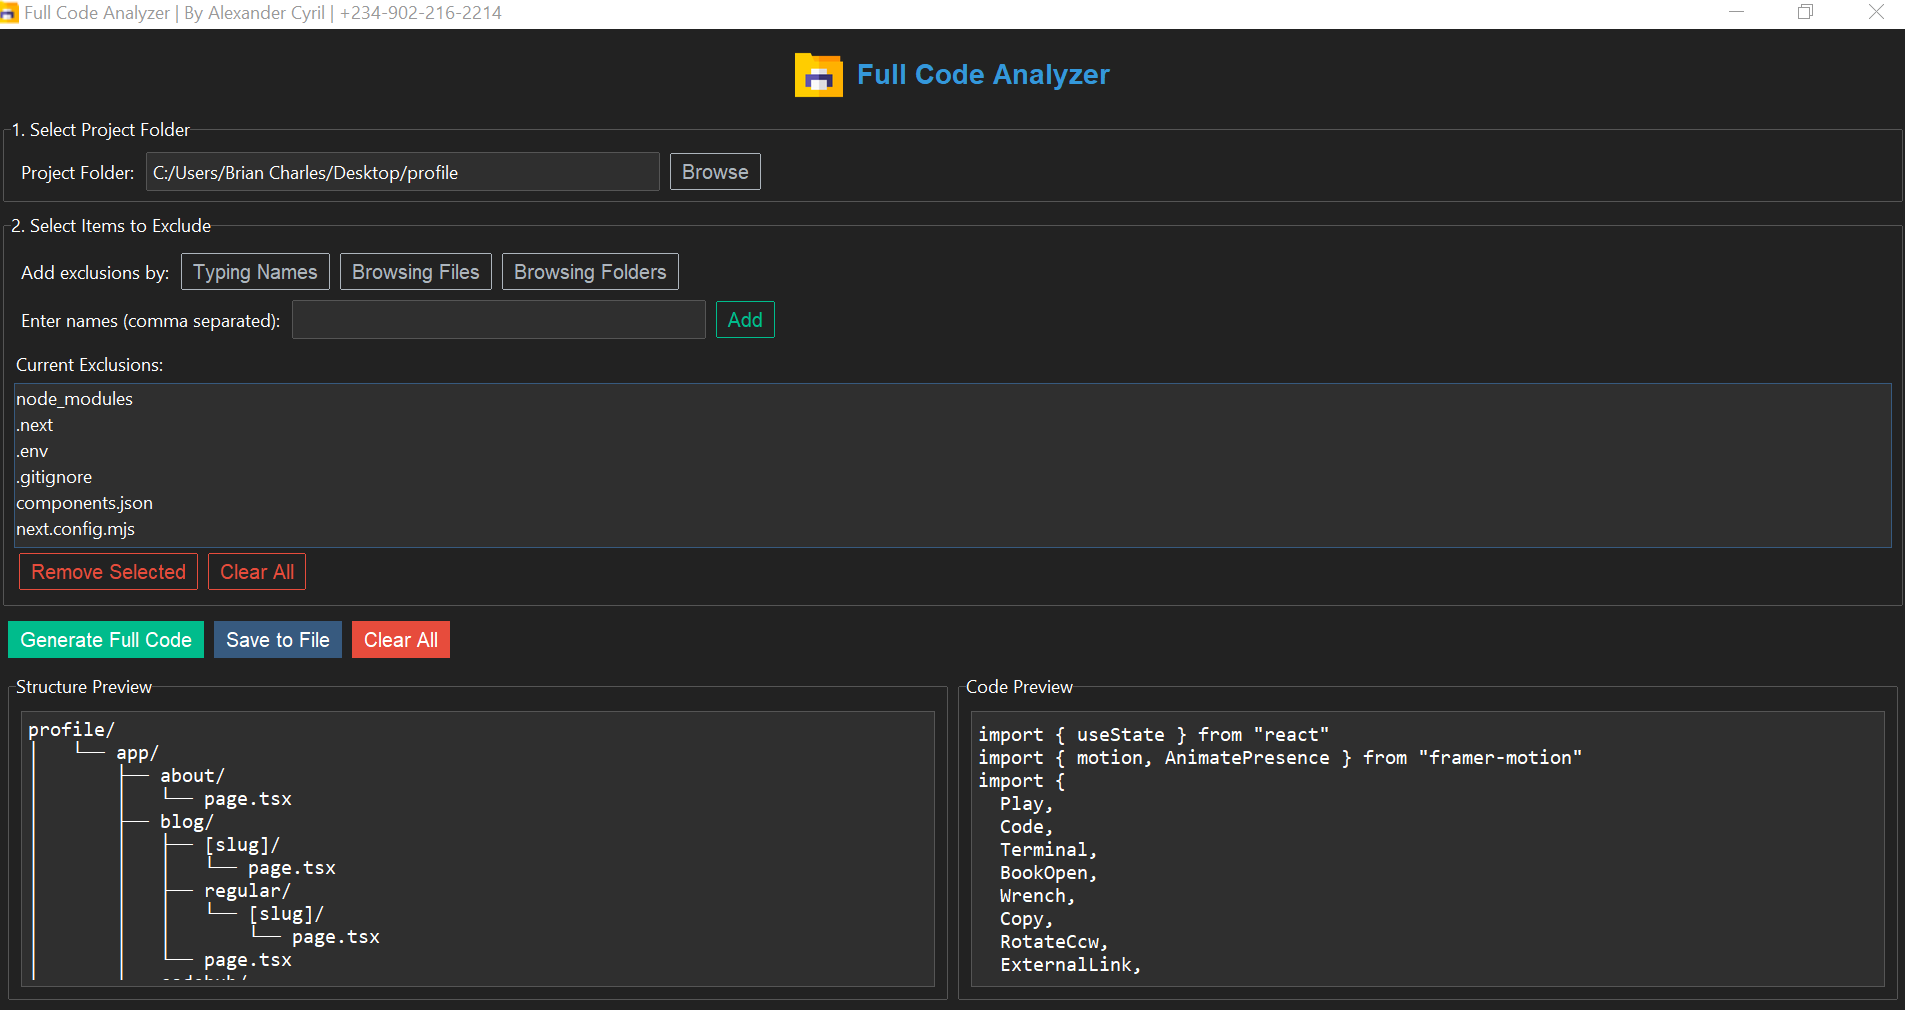 Full Code Analyzer | By Alexander Cyril | +234-902-216-2214
Full Code Analyzer
1. Select Project Folder
Project Folder: C:/Users/Brian Charles/Desktop/profile Browse
2. Select Items to Exclude
Add exclusions by: Typing Names Browsing Files Browsing Folders
Enter names (comma separated): Add
Current Exclusions:
node_modules
.next
.env
.gitignore
components.json
next.config.mjs
Remove Selected Clear All
Generate Full Code Save to File Clear All
Structure Preview
profile/
│   └── app/
│       ├── about/
│       │   └── page.tsx
│       ├── blog/
│       │   ├── [slug]/
│       │   │   └── page.tsx
│       │   ├── regular/
│       │   │   └── [slug]/
│       │   │       └── page.tsx
│       │   └── page.tsx
Code Preview
import { useState } from "react"
import { motion, AnimatePresence } from "framer-motion"
import {
  Play,
  Code,
  Terminal,
  BookOpen,
  Wrench,
  Copy,
  RotateCcw,
  ExternalLink,